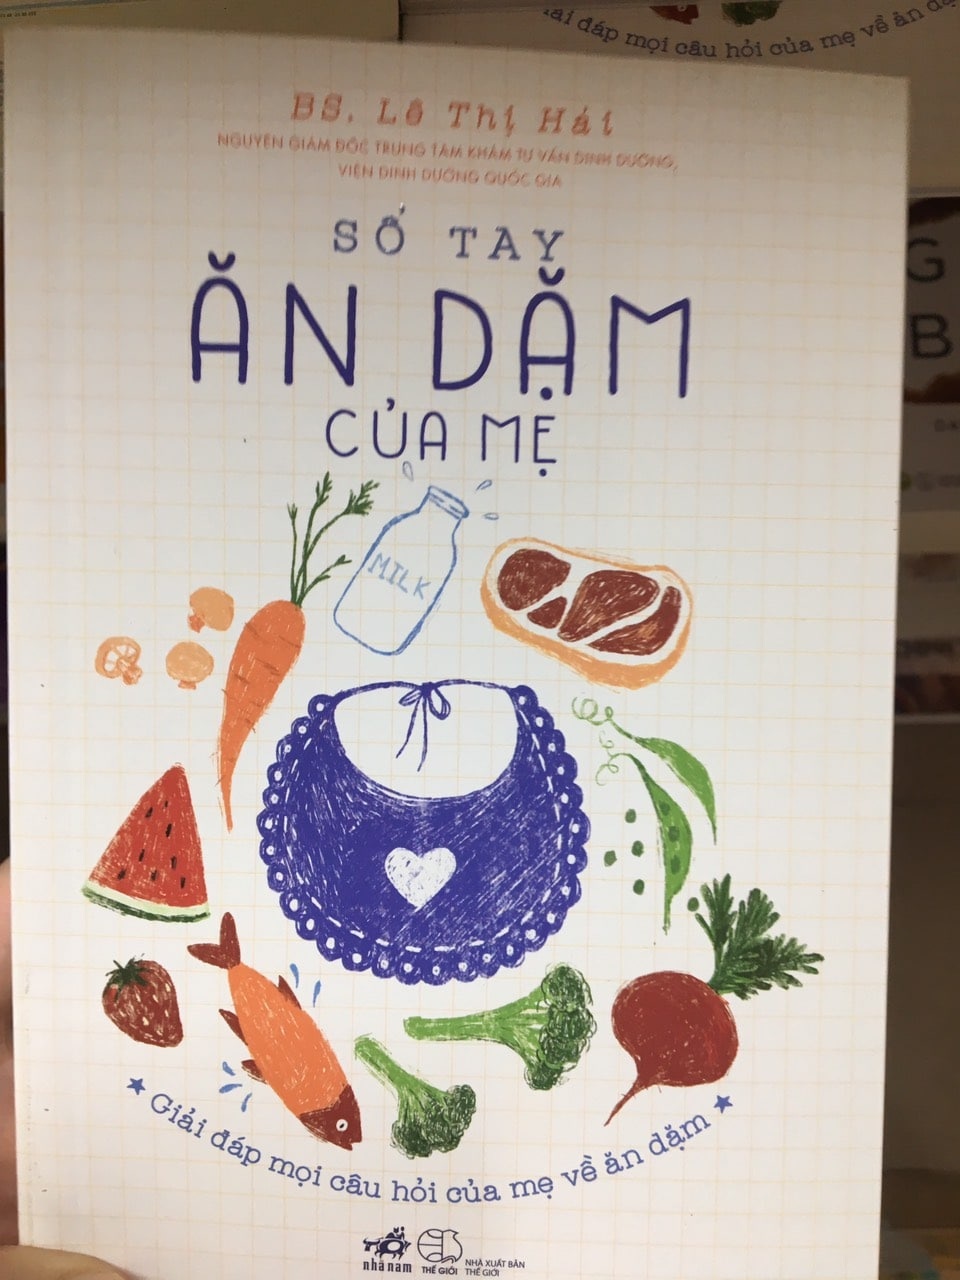 ải đáp mọi câu hỏi của mẹ về ăn dặ
BS. Lê Thị Hải
NGUYÊN GIÁM ĐỐC TRUNG TÂM KHÁM TƯ VẤN DINH DƯỠNG,
VIỆN DINH DƯỠNG QUỐC GIA
SỔ TAY
ĂN DẶM
CỦA MẸ
MILK
G
B
★ Giải đáp mọi câu hỏi của mẹ về ăn dặm ★
nhã nam
THẾ GIỚI
NHÀ XUẤT BẢN
THẾ GIỚI